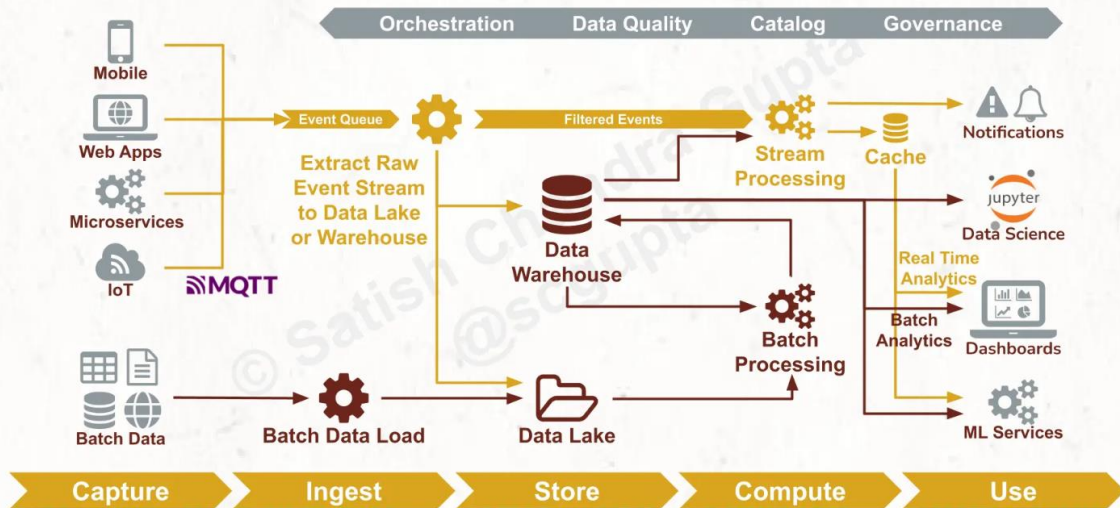 Orchestration
Data Quality
Catalog
Governance
Mobile
Web Apps
Microservices
IoT
MQTT
Event Queue
Extract Raw
Event Stream
to Data Lake
or Warehouse
Filtered Events
Stream
Processing
Cache
Notifications
jupyter
Data Science
Data
Warehouse
Real Time
Analytics
Batch
Analytics
Dashboards
Batch
Processing
Batch Data
Batch Data Load
Data Lake
ML Services
© Satish Chandra Gupta
@scgupta
Capture
Ingest
Store
Compute
Use